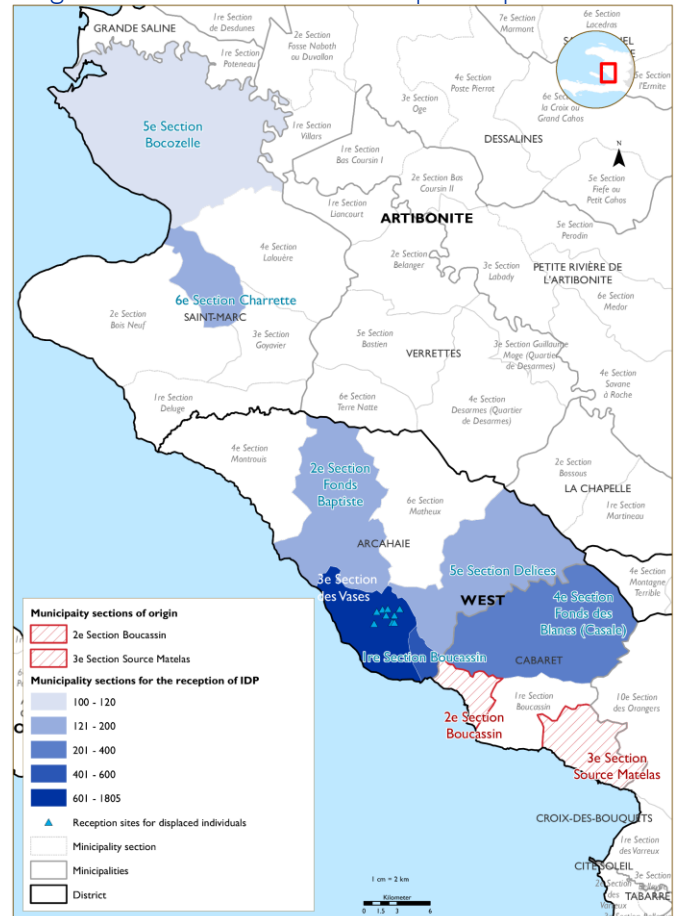 GRANDE SALINE
1re Section
de Desdunes
1re Section
Poteneau
2e Section
Fosse Naboth
ou Duvallon
7e Section
Marmont
6e Section
Lacedras
4e Section
Poste Pierrot
3e Section
Oge
5e Section
l'Ermite
la Croix ou
Grand Cahos
5e Section
Bocozelle
1re Section
Villars
DESSALINES
N
1re Section
Bas Coursin I
2e Section Bas
Coursin II
5e Section
Fiefe ou
Petit Cahos
1re Section
Liancourt
ARTIBONITE
5e Section
Perodin
4e Section
Lalouère
2e Section
Belanger
3e Section
Labady
PETITE RIVIÈRE DE
L'ARTIBONITE
6e Section
Medor
6e Section Charrette
SAINT-MARC
2e Section
Bois Neuf
3e Section
Goyavier
5e Section
Bastien
VERRETTES
3e Section Guillaume
Moge (Quartier
de Desarmes)
4e Section
Savane
à Roche
1re Section
Deluge
6e Section
Terre Natte
4e Section
Desarmes (Quartier
de Desarmes)
4e Section
Montrouis
2e Section
Fonds
Baptiste
6e Section
Matheux
2e Section
Bossous
LA CHAPELLE
1re Section
Martineau
ARCAHAIE
3e Section
des Vases
5e Section Delices
WEST
4e Section
Fonds des
Blancs (Casale)
4e Section
Montagne
Terrible
1re Section Boucassin
CABARET
2e Section
Boucassin
1re Section
Boucassin
10e Section
des Orangers
3e Section
Source Matelas
CROIX-DES-BOUQUETS
1re Section
des Varreux
CITÉ SOLEIL
3e Section
TABARRE
Municipaity sections of origin
2e Section Boucassin
3e Section Source Matelas
Municipality sections for the reception of IDP
100 - 120
121 - 200
201 - 400
401 - 600
601 - 1805
Reception sites for displaced individuals
Minicipality section
Minicipalities
District
1 cm = 2 km
Kilometer
0 1.5 3 6